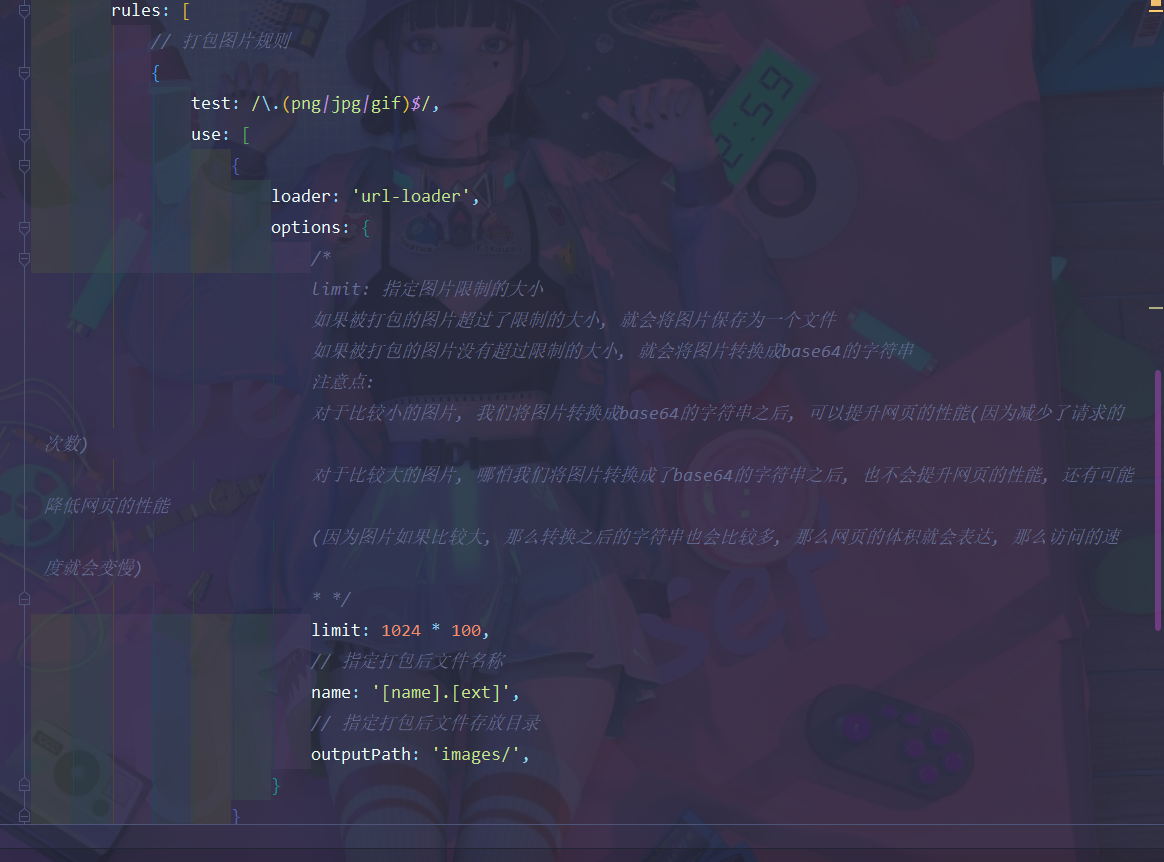 rules: [
// 打包图片规则
{
test: /\.(png|jpg|gif)$/,
use: [
{
loader: 'url-loader',
options: {
/*
limit: 指定图片限制的大小
如果被打包的图片超过了限制的大小, 就会将图片保存为一个文件
如果被打包的图片没有超过限制的大小, 就会将图片转换成base64的字符串
注意点:
对于比较小的图片, 我们将图片转换成base64的字符串之后, 可以提升网页的性能(因为减少了请求的
次数)
对于比较大的图片, 哪怕我们将图片转换成了base64的字符串之后, 也不会提升网页的性能, 还有可能
降低网页的性能
(因为图片如果比较大, 那么转换之后的字符串也会比较多, 那么网页的体积就会表达, 那么访问的速
度就会变慢)
* */
limit: 1024 * 100,
// 指定打包后文件名称
name: '[name].[ext]',
// 指定打包后文件存放目录
outputPath: 'images/',
}
}